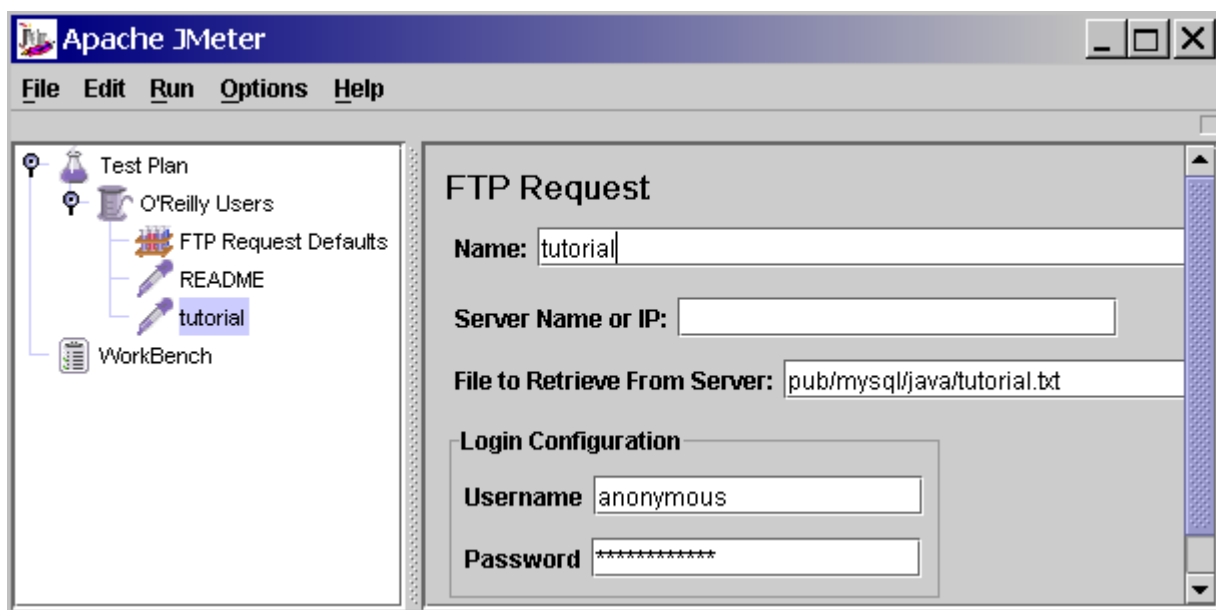 Apache JMeter
File Edit Run Options Help
Test Plan
O'Reilly Users
FTP Request Defaults
README
tutorial
WorkBench
FTP Request
Name: tutorial
Server Name or IP:
File to Retrieve From Server: pub/mysql/java/tutorial.txt
Login Configuration
Username anonymous
Password ************